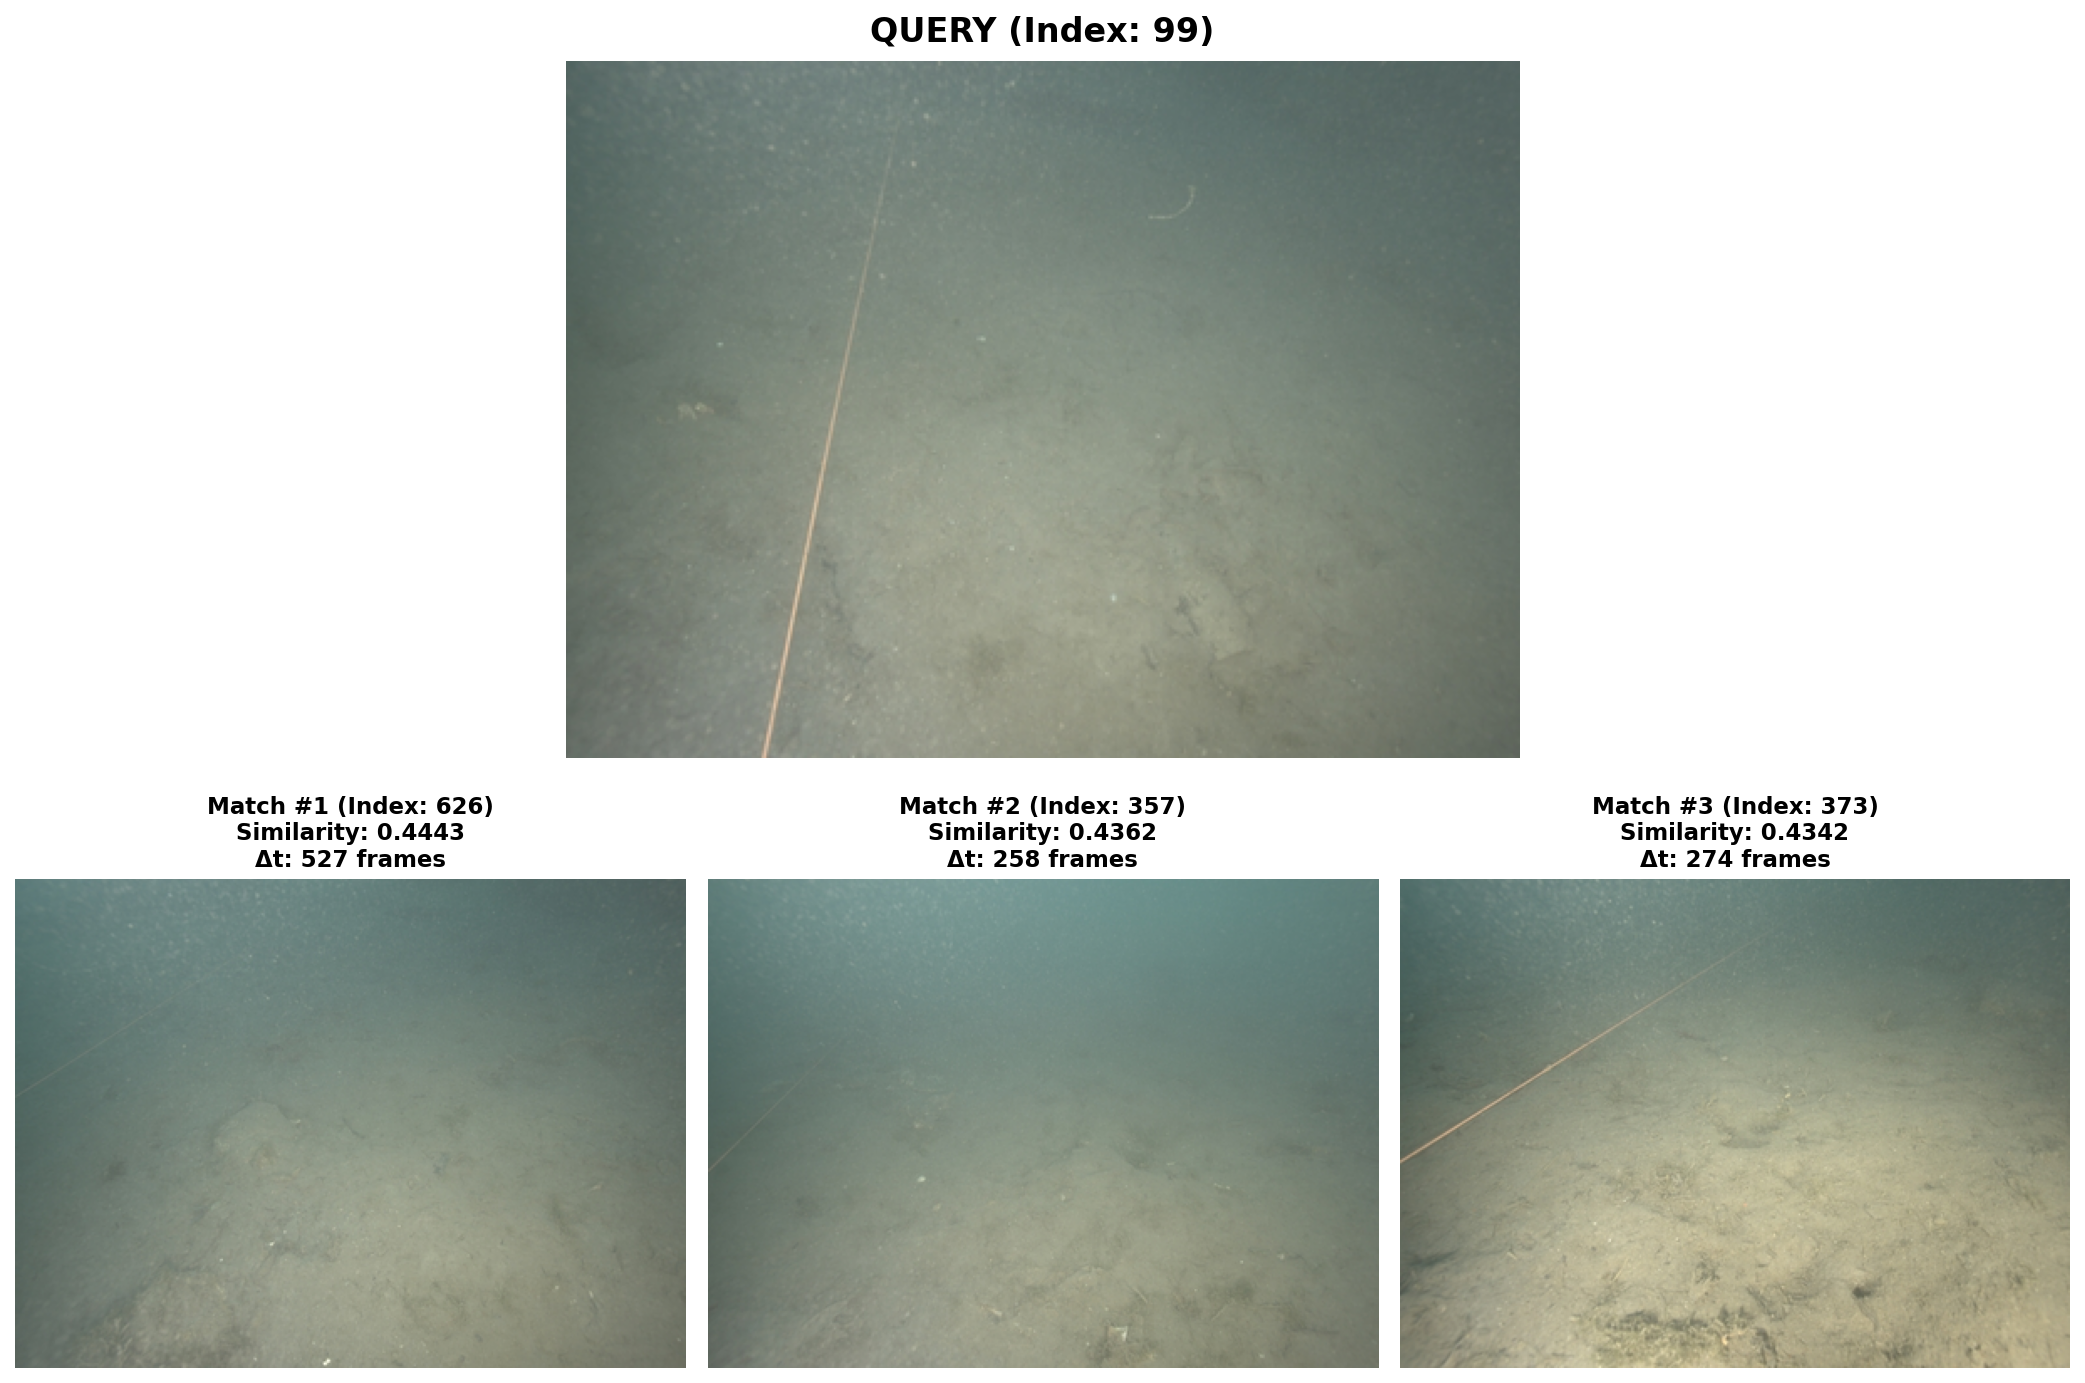 QUERY (Index: 99)
Match #1 (Index: 626)
Similarity: 0.4443
Δt: 527 frames
Match #2 (Index: 357)
Similarity: 0.4362
Δt: 258 frames
Match #3 (Index: 373)
Similarity: 0.4342
Δt: 274 frames